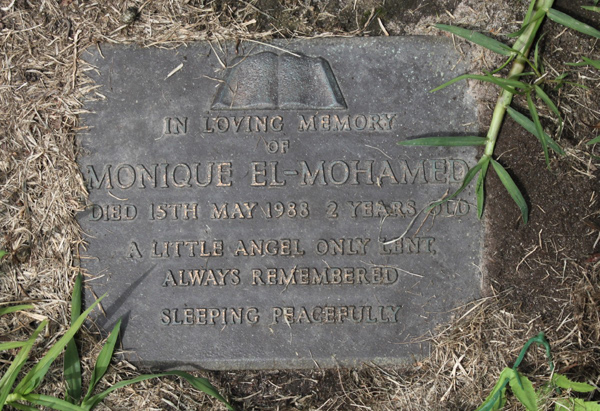 IN LOVING MEMORY
OF
MONIQUE EL-MOHAMED
DIED 15TH MAY 1988 2 YEARS OLD
A LITTLE ANGEL ONLY LENT,
ALWAYS REMEMBERED
SLEEPING PEACEFULLY